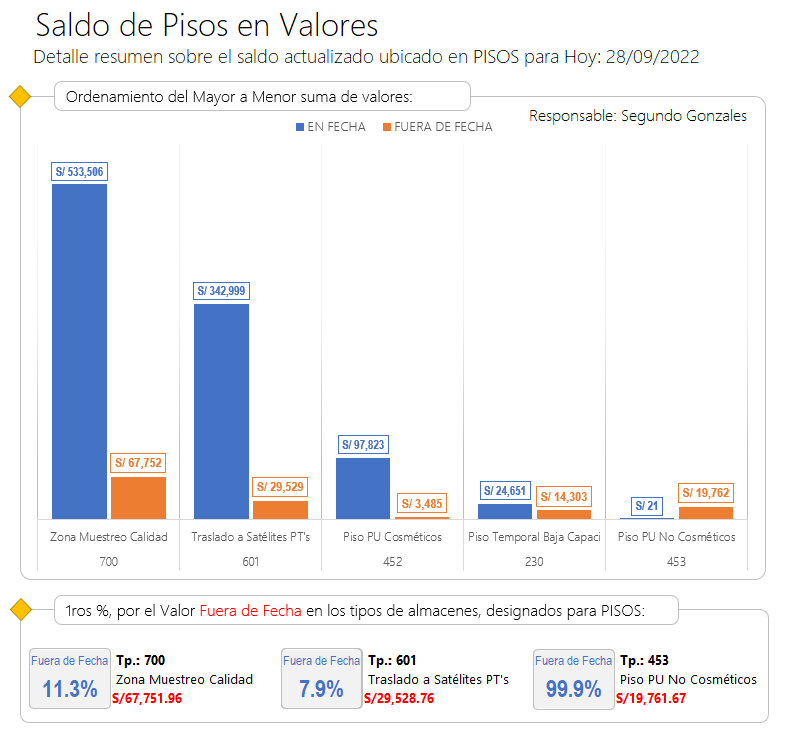 Saldo de Pisos en Valores
Detalle resumen sobre el saldo actualizado ubicado en PISOS para Hoy: 28/09/2022
Ordenamiento del Mayor a Menor suma de valores:
Responsable: Segundo Gonzales
EN FECHA FUERA DE FECHA
S/ 533,506
S/ 342,999
S/ 97,823
S/ 67,752
S/ 29,529
S/ 3,485
S/ 24,651
S/ 14,303
S/ 21
S/ 19,762
Zona Muestreo Calidad Traslado a Satélites PT's Piso PU Cosméticos Piso Temporal Baja Capaci Piso PU No Cosméticos
700 601 452 230 453
1ros %, por el Valor Fuera de Fecha en los tipos de almacenes, designados para PISOS:
Fuera de Fecha
11.3%
Tp.: 700
Zona Muestreo Calidad
S/67,751.96
Fuera de Fecha
7.9%
Tp.: 601
Traslado a Satélites PT's
S/29,528.76
Fuera de Fecha
99.9%
Tp.: 453
Piso PU No Cosméticos
S/19,761.67